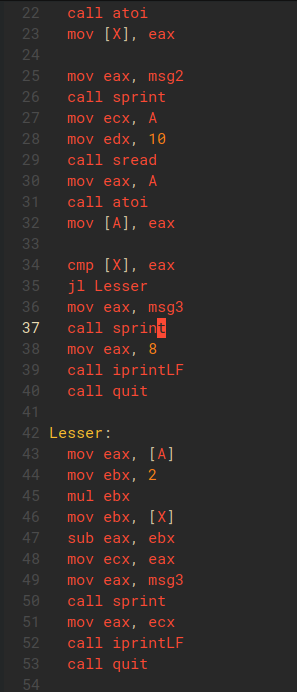 22 call atoi
23 mov [X], eax
24
25 mov eax, msg2
26 call sprint
27 mov ecx, A
28 mov edx, 10
29 call sread
30 mov eax, A
31 call atoi
32 mov [A], eax
33
34 cmp [X], eax
35 jl Lesser
36 mov eax, msg3
37 call sprint
38 mov eax, 8
39 call iprintLF
40 call quit
41
42 Lesser:
43 mov eax, [A]
44 mov ebx, 2
45 mul ebx
46 mov ebx, [X]
47 sub eax, ebx
48 mov ecx, eax
49 mov eax, msg3
50 call sprint
51 mov eax, ecx
52 call iprintLF
53 call quit
54